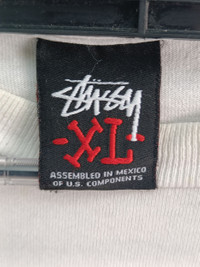 Stüssy
-XL-
ASSEMBLED IN MEXICO
OF U.S. COMPONENTS